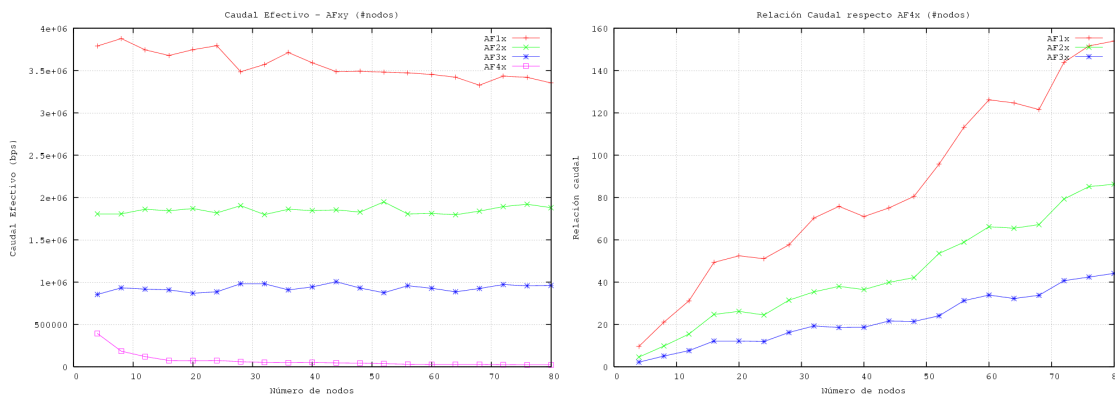 Caudal Efectivo - AFxy (#nodos)
4e+06
3.5e+06
3e+06
2.5e+06
2e+06
1.5e+06
1e+06
500000
0
Caudal Efectivo (bps)
AF1x
AF2x
AF3x
AF4x
0 10 20 30 40 50 60 70 80
Número de nodos
Relación Caudal respecto AF4x (#nodos)
160
140
120
100
80
60
40
20
0
Relación caudal
AF1x
AF2x
AF3x
0 10 20 30 40 50 60 70 80
Número de nodos